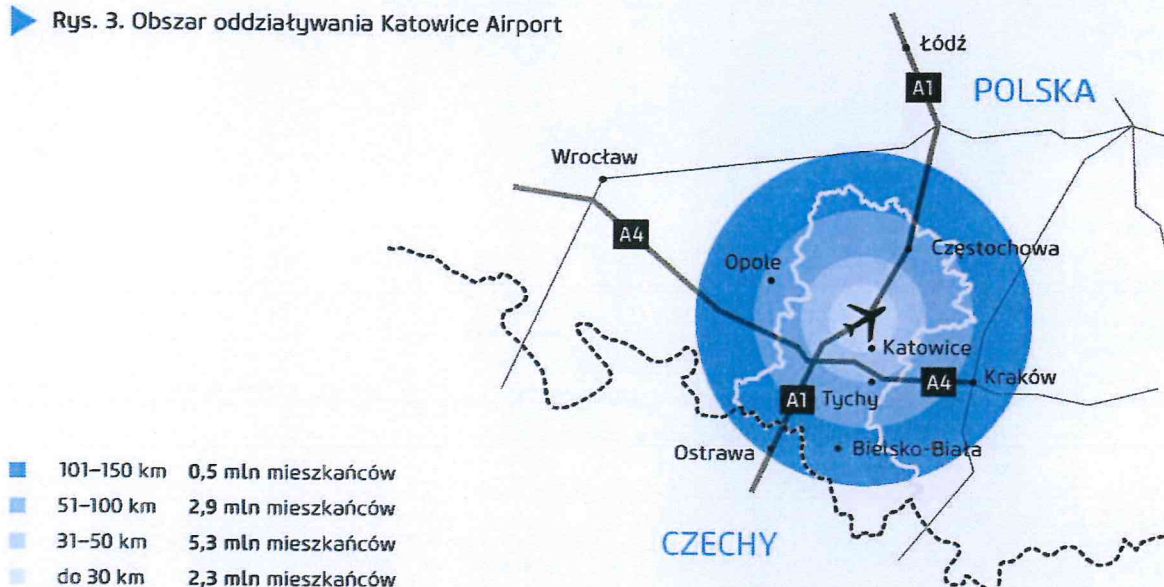 Rys. 3. Obszar oddziaływania Katowice Airport
Łódź
A1
POLSKA
Wrocław
A4
Częstochowa
Opole
Katowice
A1
Tychy
A4
Kraków
Ostrawa
Bielsko-Biała
CZECHY
101–150 km 0,5 mln mieszkańców
51–100 km 2,9 mln mieszkańców
31–50 km 5,3 mln mieszkańców
do 30 km 2,3 mln mieszkańców